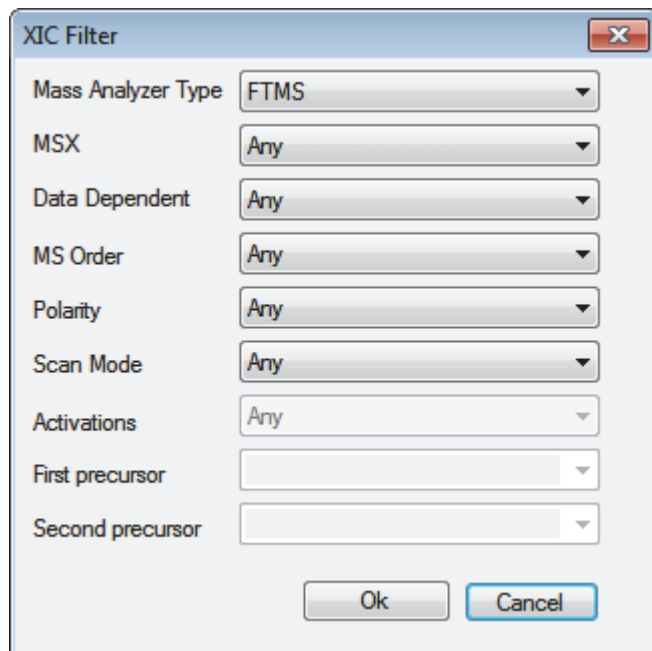 XIC Filter
Mass Analyzer Type FTMS
MSX Any
Data Dependent Any
MS Order Any
Polarity Any
Scan Mode Any
Activations Any
First precursor
Second precursor
Ok Cancel